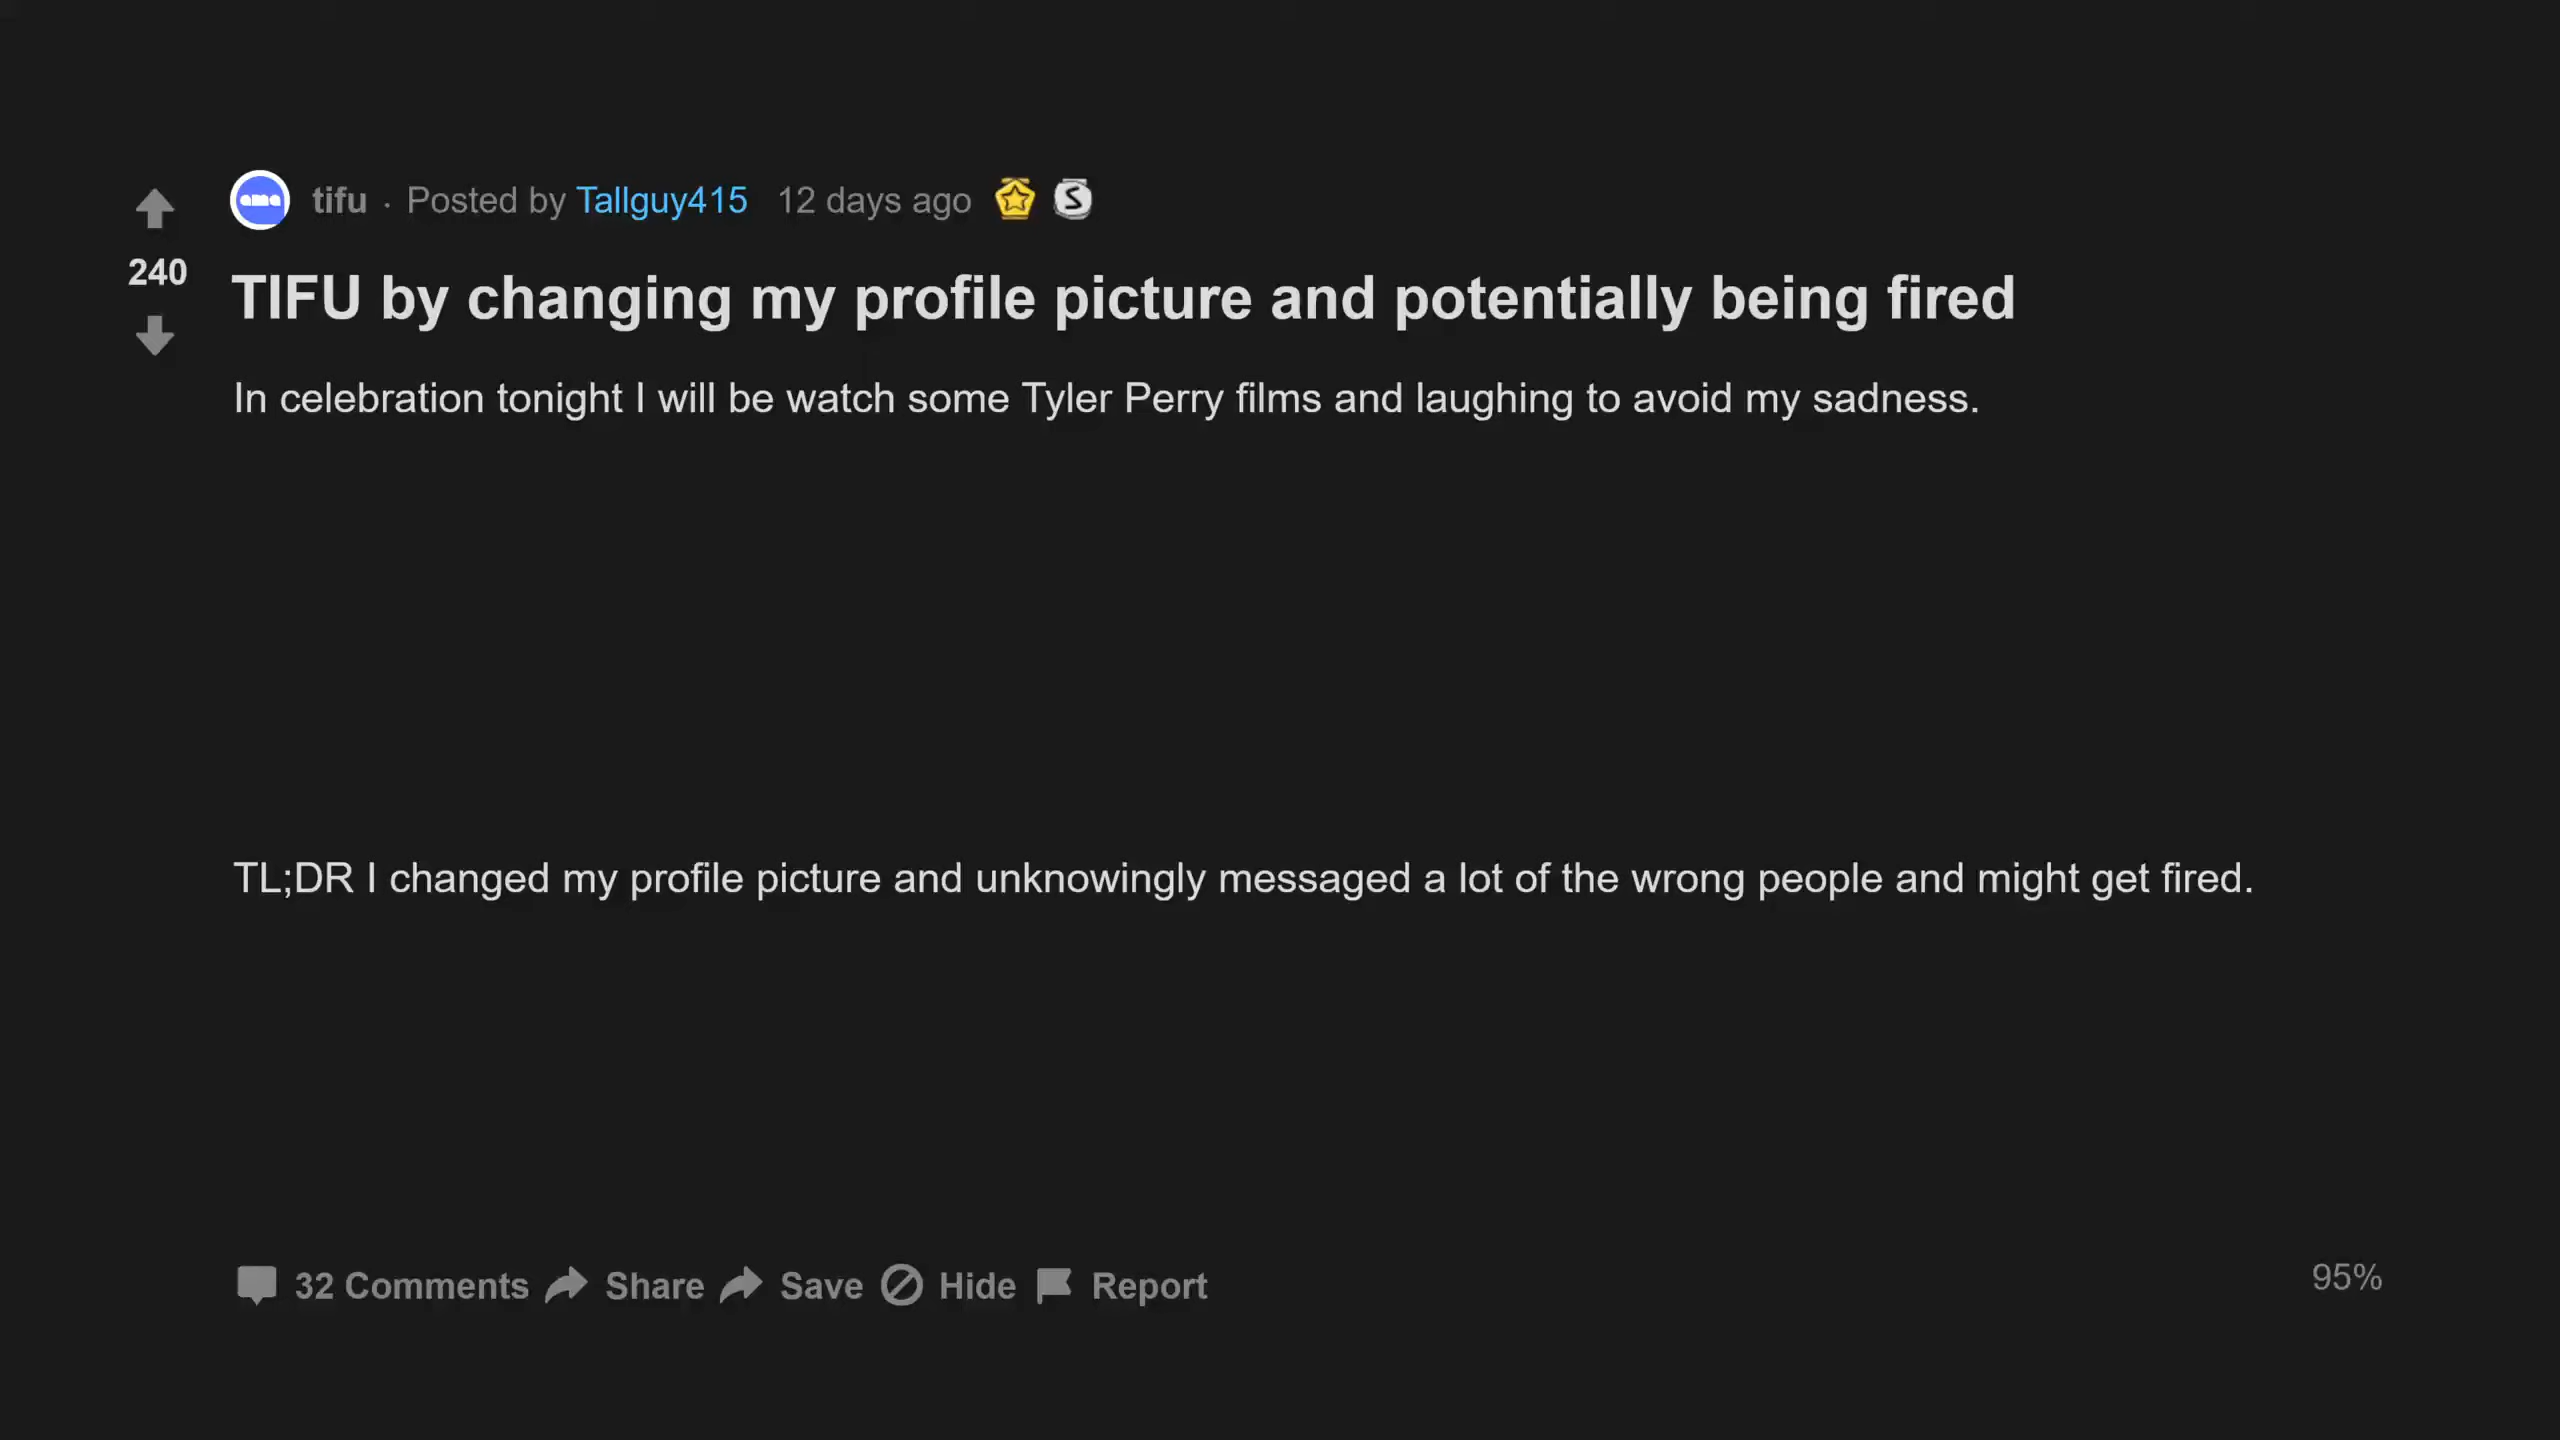 tifu · Posted by Tallguy415 12 days ago
240
TIFU by changing my profile picture and potentially being fired
In celebration tonight I will be watch some Tyler Perry films and laughing to avoid my sadness.
TL;DR I changed my profile picture and unknowingly messaged a lot of the wrong people and might get fired.
32 Comments Share Save Hide Report 95%